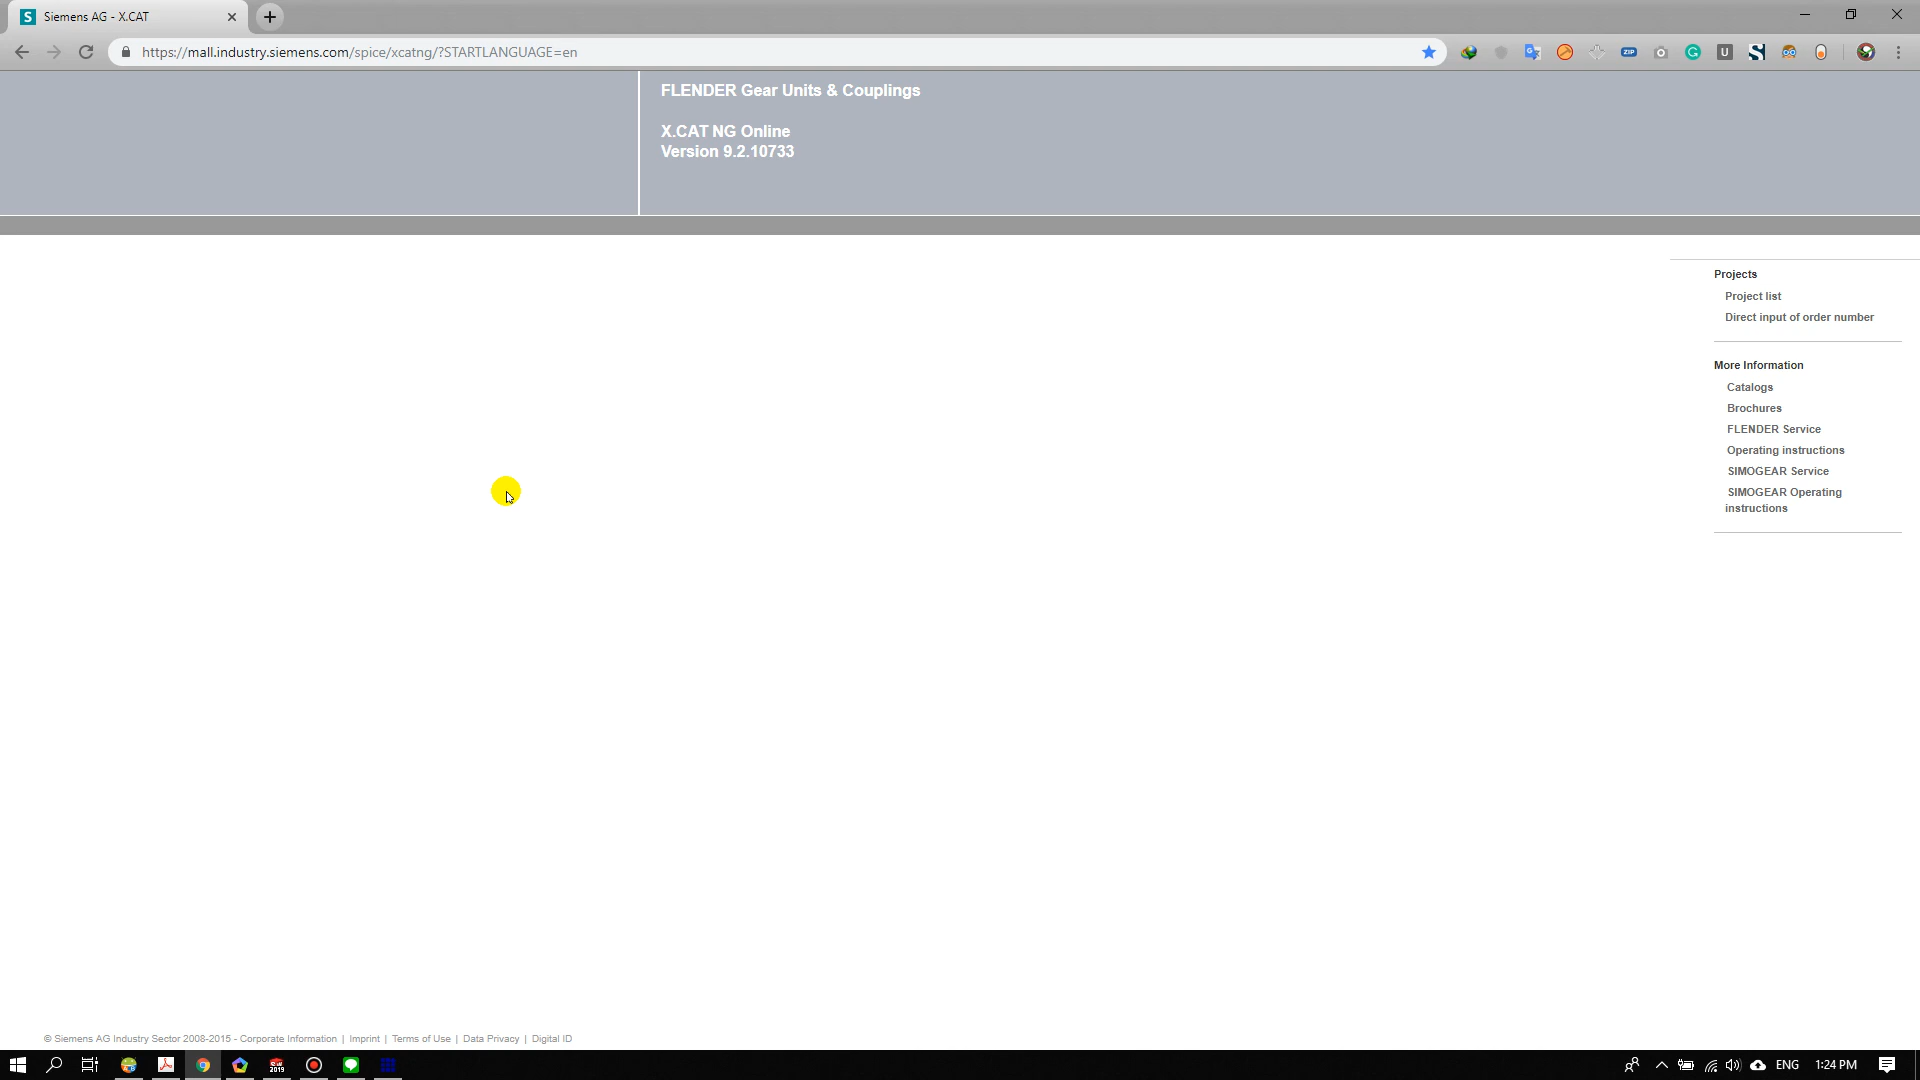 Siemens AG - X.CAT
https://mall.industry.siemens.com/spice/xcatng/?STARTLANGUAGE=en
FLENDER Gear Units & Couplings
X.CAT NG Online
Version 9.2.10733
Projects
Project list
Direct input of order number
More Information
Catalogs
Brochures
FLENDER Service
Operating instructions
SIMOGEAR Service
SIMOGEAR Operating
instructions
© Siemens AG Industry Sector 2008-2015 - Corporate Information | Imprint | Terms of Use | Data Privacy | Digital ID
ENG
1:24 PM